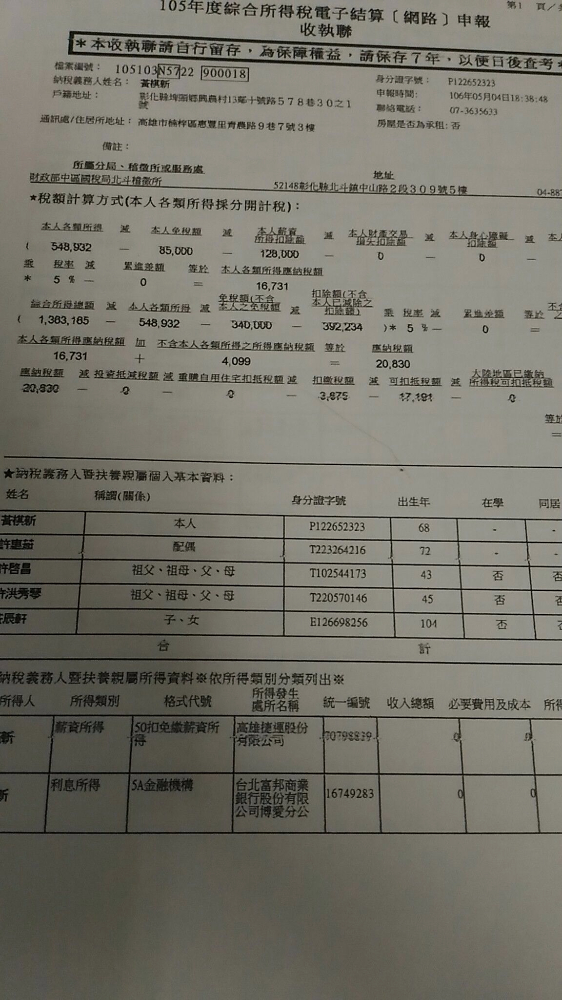 第1 頁/
105年度綜合所得稅電子結算〔網路〕申報
收執聯
*本收執聯請自行留存,為保障權益,請保存7年,以便日後查考*
檔案編號: 105103N5722 900018
身分證字號: P122652323
納稅義務人姓名: 黃棋新
申報時間: 106年05月04日18:38:48
戶籍地址: 彰化縣埤頭鄉興農村13鄰十號路578巷30之1號
聯絡電話: 07-3635633
通訊處/住居所地址: 高雄市楠梓區惠豐里青農路9巷7號3樓
房屋是否為承租: 否
備註:
所屬分局、稽徵所或服務處 地址
財政部中區國稅局北斗稽徵所 52148彰化縣北斗鎮中山路2段309號5樓 04-887
★稅額計算方式(本人各類所得採分開計稅):
本人各類所得 減 本人免稅額 減 本人薪資所得扣除額 減 本人財產交易損失扣除額 減 本人身心障礙扣除額 減
( 548,932 — 85,000 — 128,000 — 0 — 0 —
乘 稅率 減 累進差額 等於 本人各類所得應納稅額
* 5 % — 0 = 16,731
綜合所得總額 減 本人各類所得 減 免稅額(不含本人之免稅額) 減 扣除額(不含本人已減除之扣除額) 乘 稅率 減 累進差額 等於
( 1,363,165 — 548,932 — 340,000 — 392,234 )* 5 % — 0 =
本人各類所得應納稅額 加 不含本人各類所得之所得應納稅額 等於 應納稅額
16,731 + 4,099 = 20,830
應納稅額 減 投資抵減稅額 減 重購自用住宅扣抵稅額 減 扣繳稅額 減 可扣抵稅額 減 大陸地區已繳納所得稅可扣抵稅額
20,830 — 0 — 0 — 3,675 — 17,191 — 0
等於
=
★納稅義務人暨扶養親屬個人基本資料:
姓名 稱謂(關係) 身分證字號 出生年 在學 同居
黃棋新 本人 P122652323 68 - -
許惠茹 配偶 T223264216 72 - -
許啓昌 祖父、祖母、父、母 T102544173 43 否 否
許洪秀琴 祖父、祖母、父、母 T220570146 45 否 否
辰軒 子、女 E126698256 104 否 否
合 計
納稅義務人暨扶養親屬所得資料※依所得類別分類列出※
所得人 所得類別 格式代號 所得發生處所名稱 統一編號 收入總額 必要費用及成本 所得
新 薪資所得 50扣免繳薪資所得 高雄捷運股份有限公司 70798839 0 0
新 利息所得 5A金融機構 台北富邦商業銀行股份有限公司博愛分公 16749283 0 0